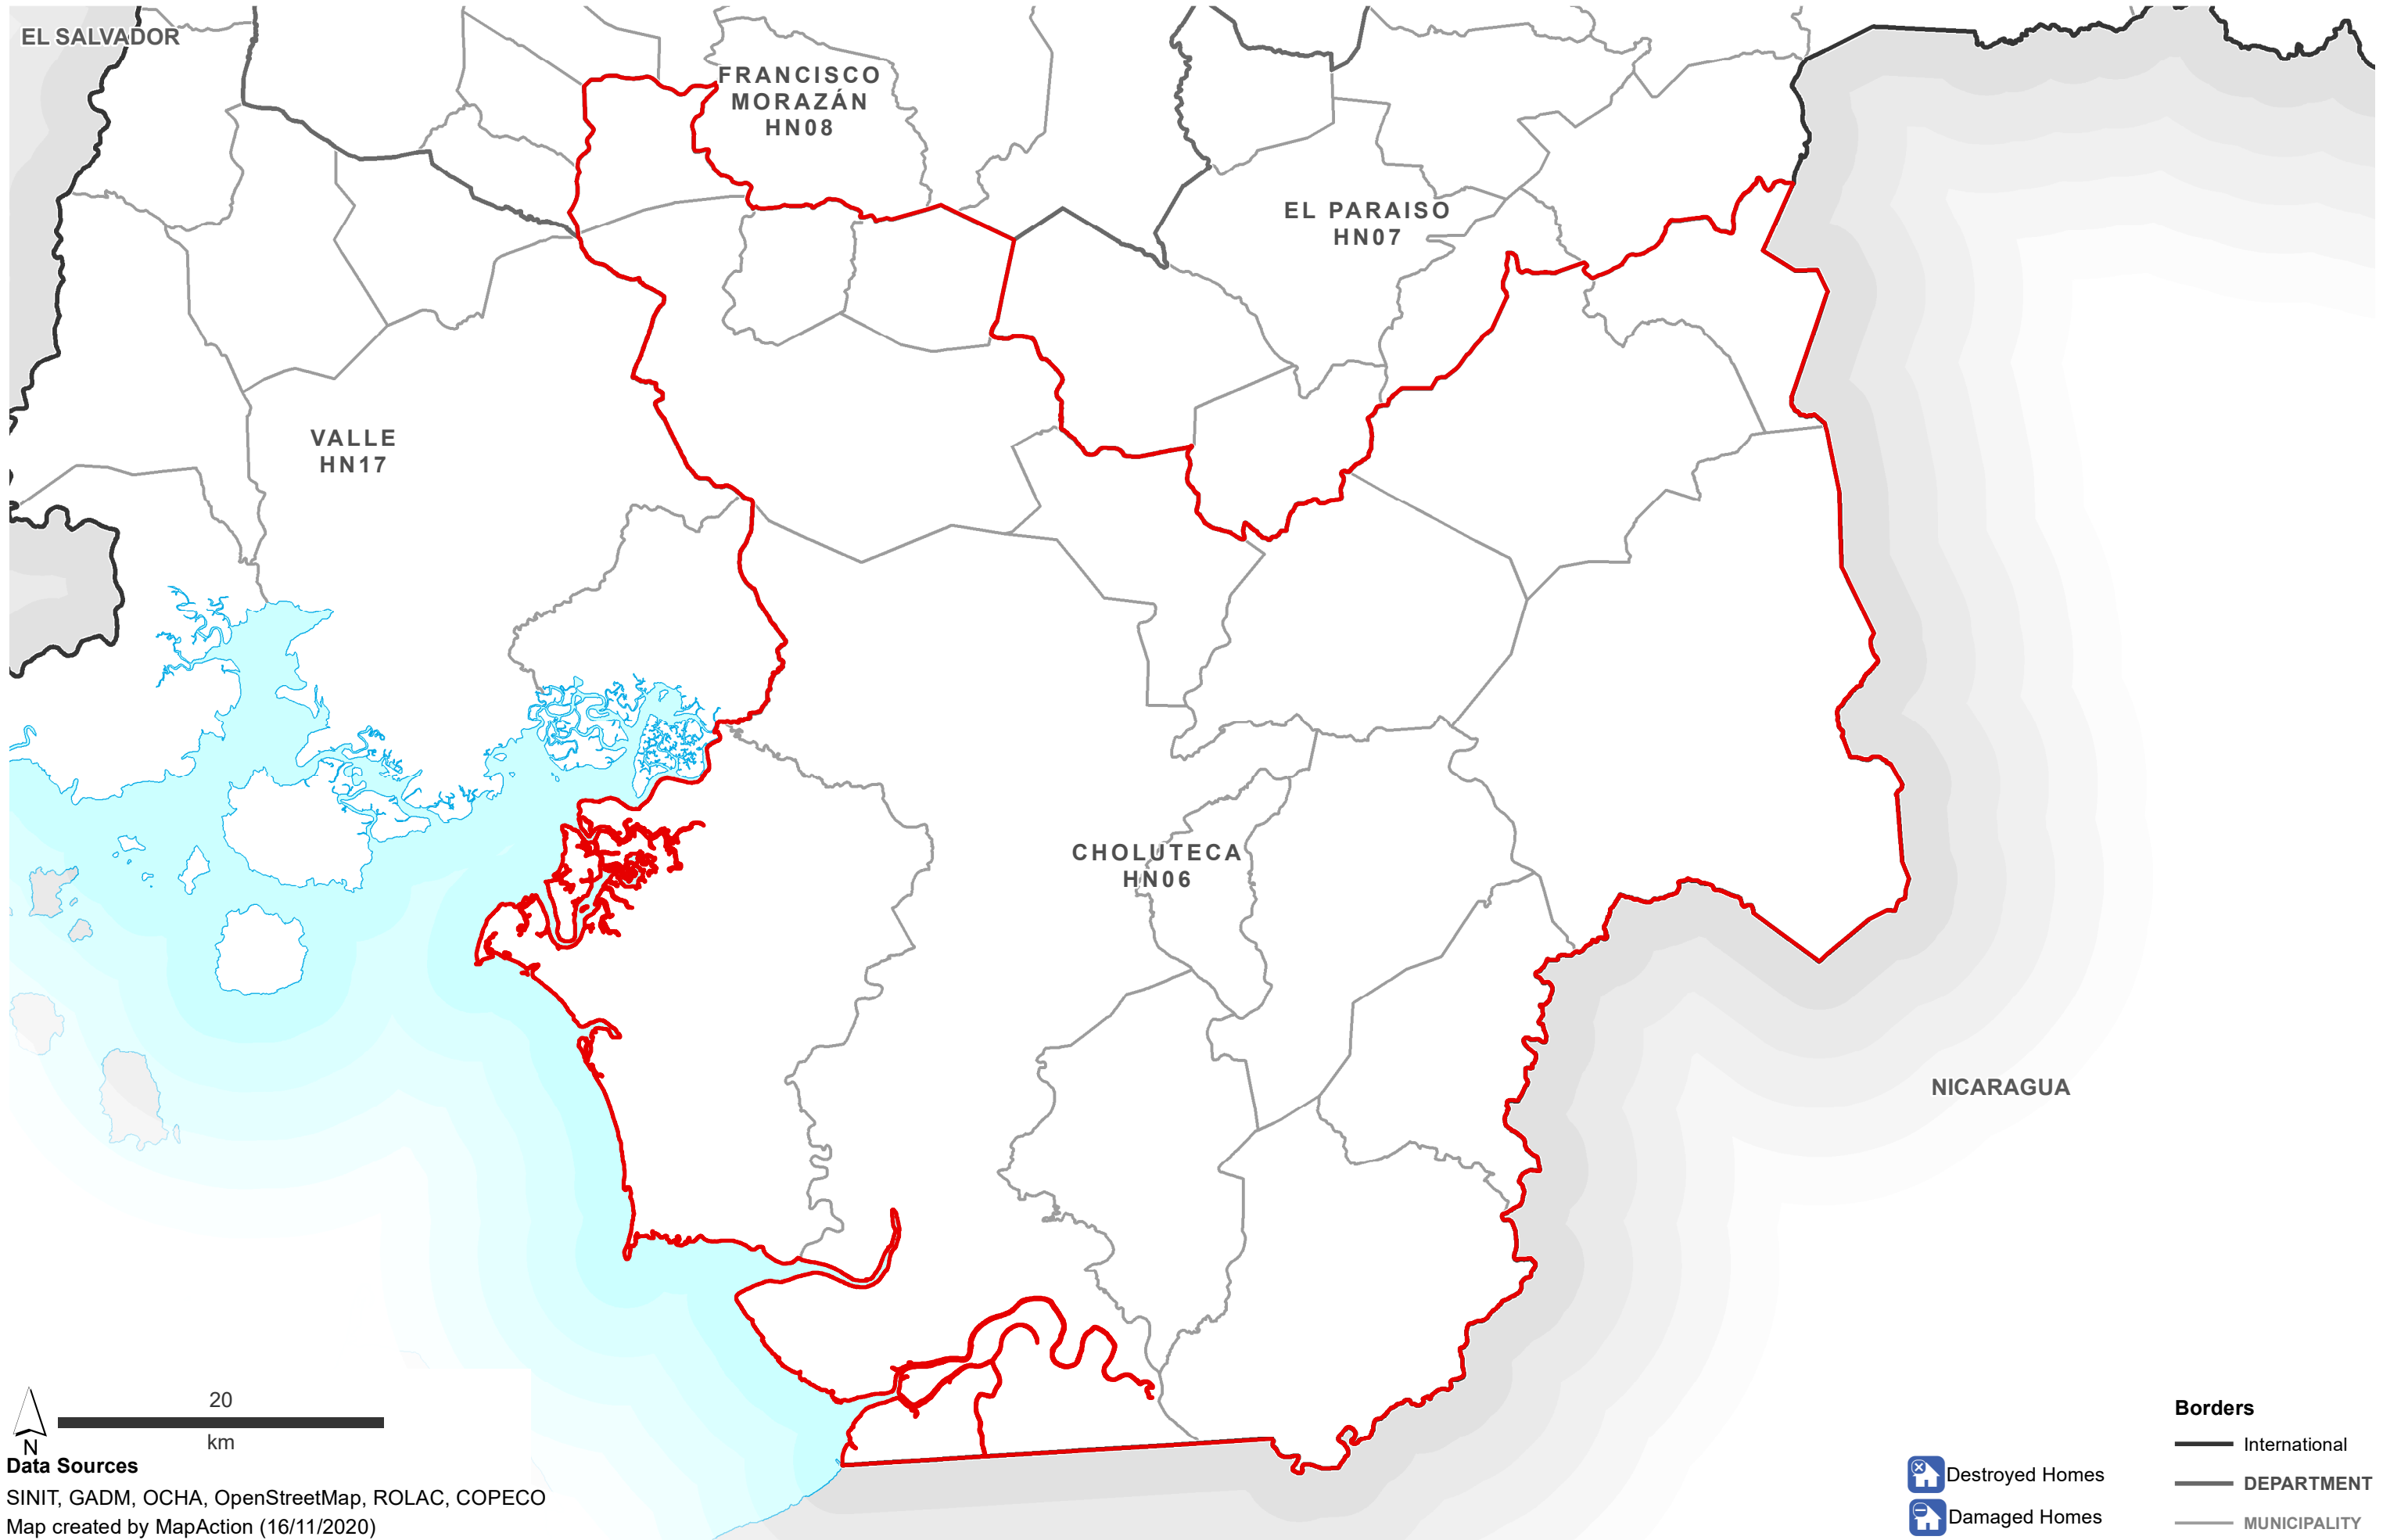 EL SALVADOR
FRANCISCO
MORAZÁN
HN08
EL PARAISO
HN07
VALLE
HN17
CHOLUTECA
HN06
NICARAGUA
20
km
N
Data Sources
SINIT, GADM, OCHA, OpenStreetMap, ROLAC, COPECO
Map created by MapAction (16/11/2020)
Destroyed Homes
Damaged Homes
Borders
International
DEPARTMENT
MUNICIPALITY